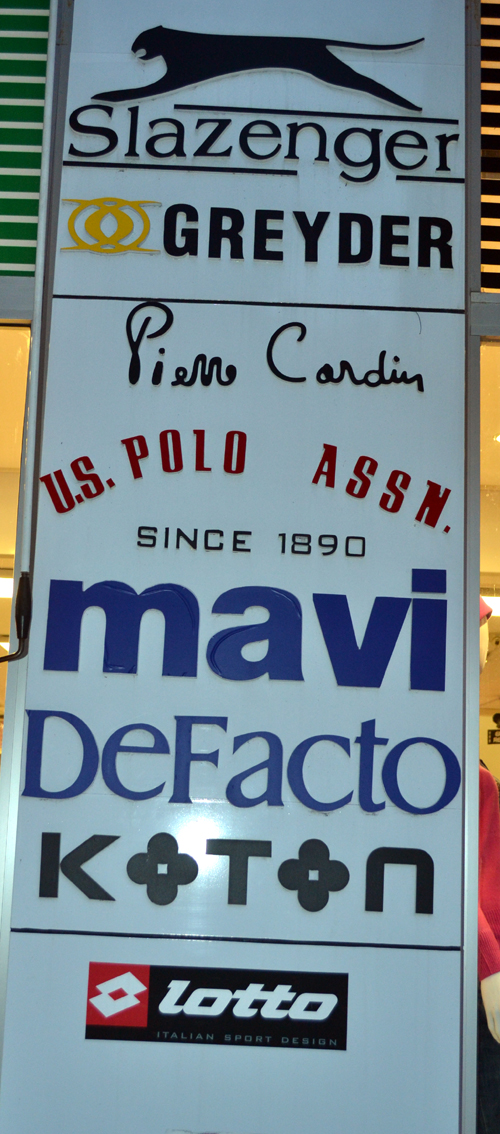 Slazenger
GREYDER
Pierre Cardin
U.S. POLO ASSN.
SINCE 1890
mavi
DeFacto
KOTON
lotto
ITALIAN SPORT DESIGN